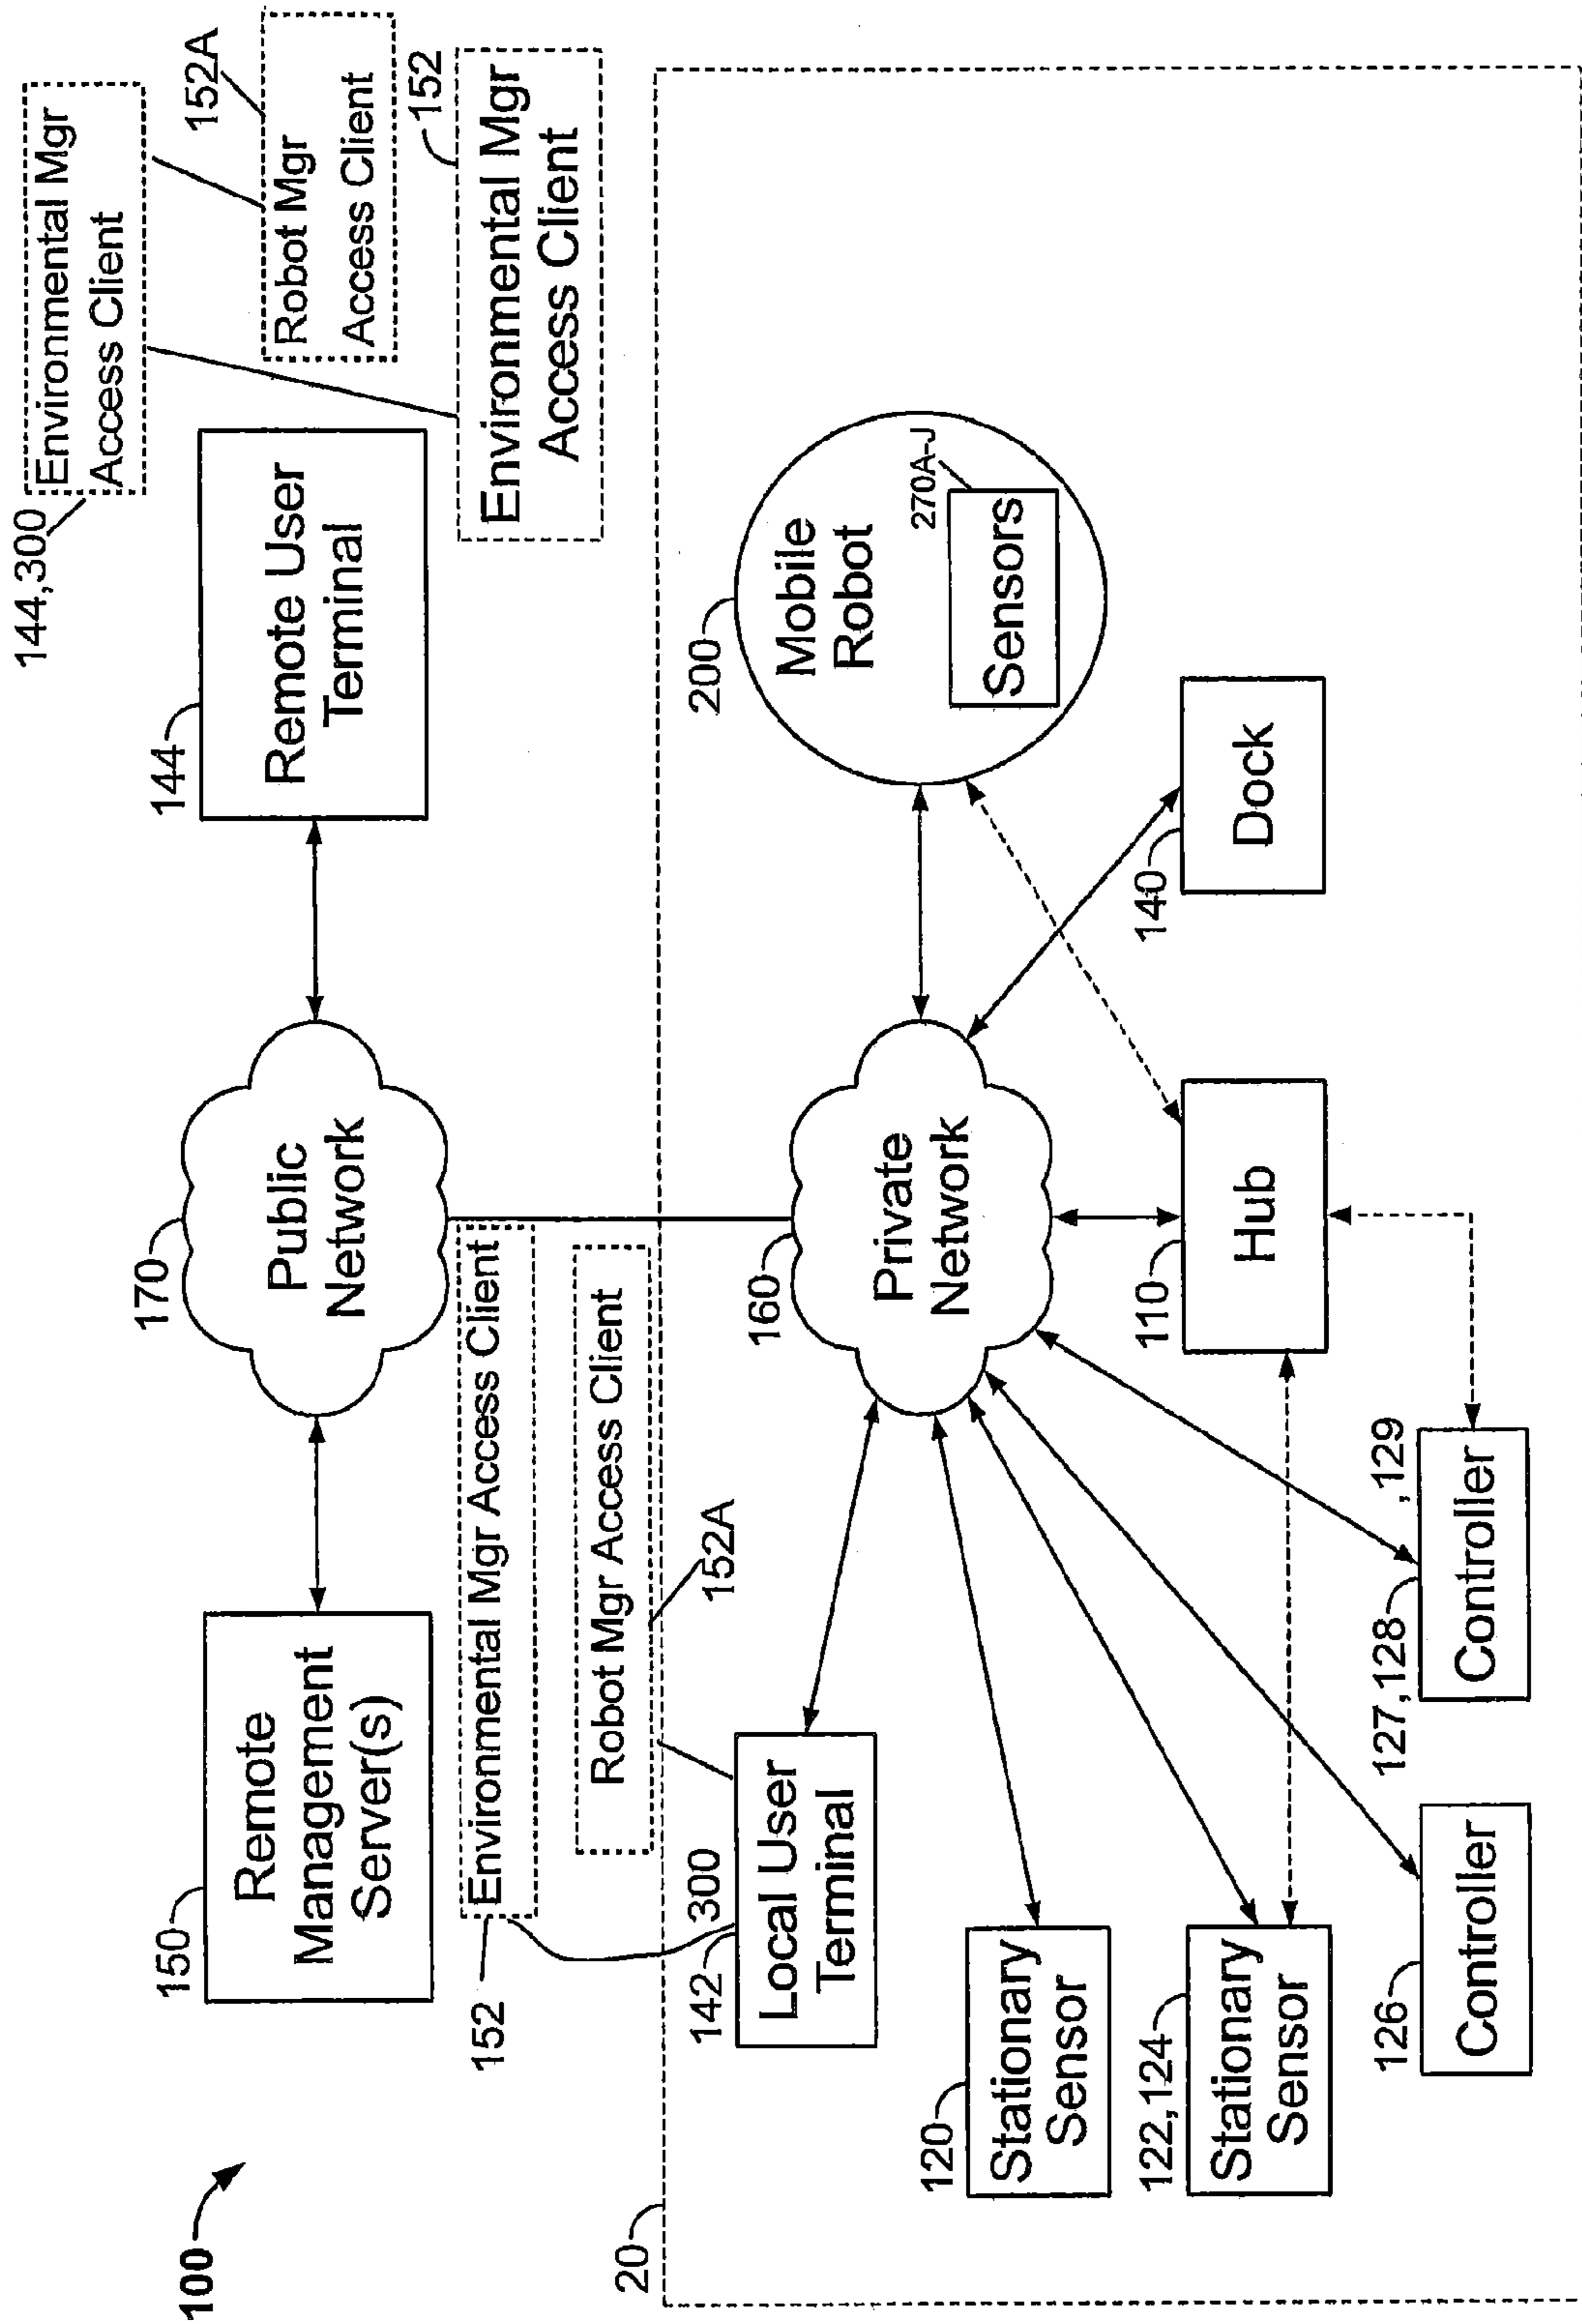 100
150
Remote
Management
Server(s)
170
Public
Network
144
Remote User
Terminal
144,300
Environmental Mgr
Access Client
152A
Robot Mgr
Access Client
152
Environmental Mgr
Access Client
152
Environmental Mgr Access Client
Robot Mgr Access Client
152A
20
142
300
Local User
Terminal
160
Private
Network
200
Mobile
Robot
270A-J
Sensors
120
Stationary
Sensor
122,124
Stationary
Sensor
110
Hub
140
Dock
126
Controller
127,128
,129
Controller